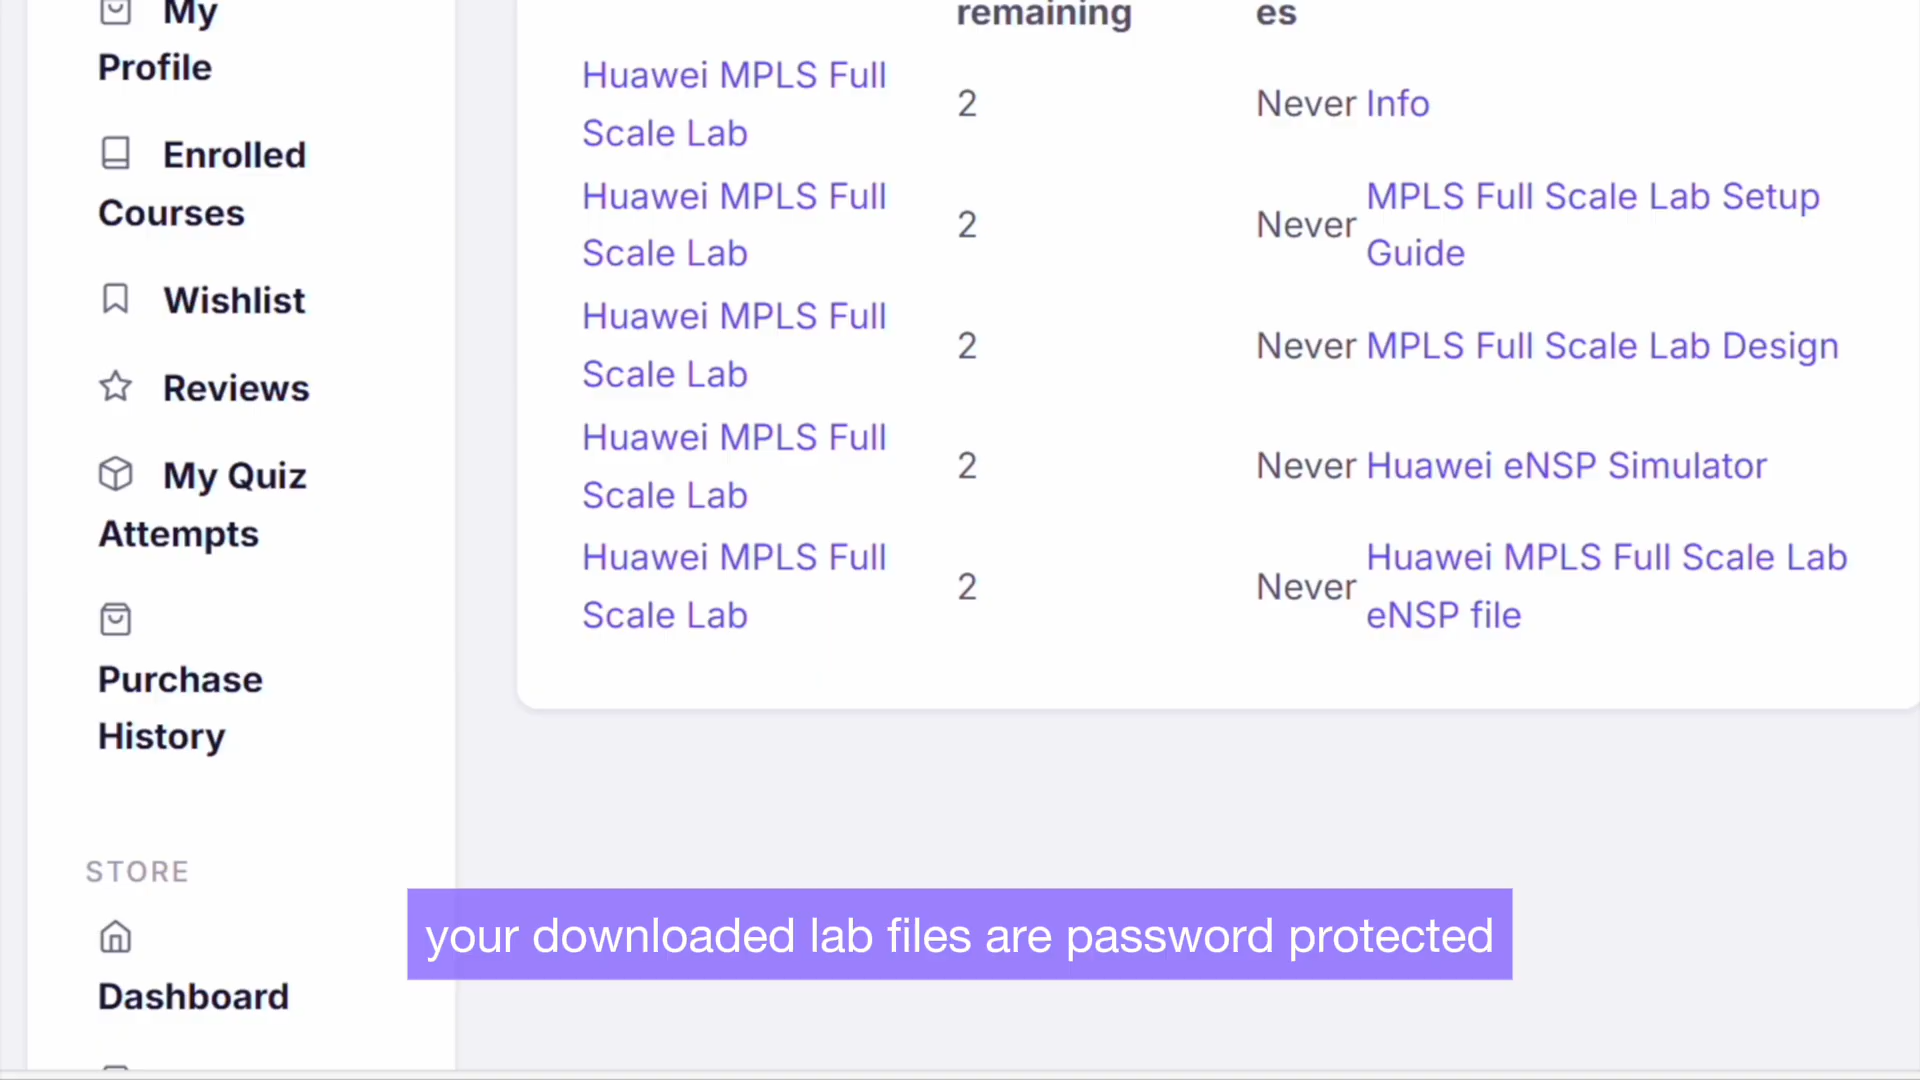 My
Profile
Enrolled
Courses
Wishlist
Reviews
My Quiz
Attempts
Purchase
History
STORE
Dashboard
remaining
es
Huawei MPLS Full
Scale Lab
2
Never
Info
Huawei MPLS Full
Scale Lab
2
Never
MPLS Full Scale Lab Setup
Guide
Huawei MPLS Full
Scale Lab
2
Never
MPLS Full Scale Lab Design
Huawei MPLS Full
Scale Lab
2
Never
Huawei eNSP Simulator
Huawei MPLS Full
Scale Lab
2
Never
Huawei MPLS Full Scale Lab
eNSP file
your downloaded lab files are password protected